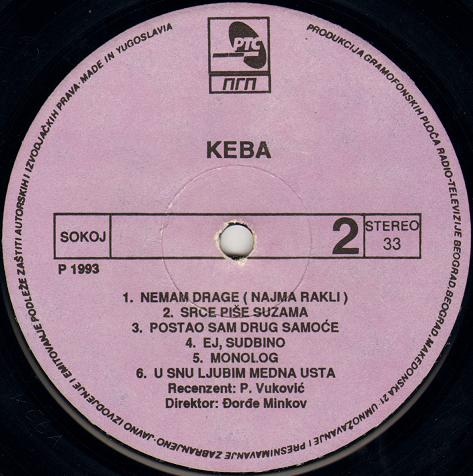 РТС
ПГП
KEBA
SOKOJ
2
STEREO
33
P 1993
1. NEMAM DRAGE ( NAJMA RAKLI )
2. SRCE PIŠE SUZAMA
3. POSTAO SAM DRUG SAMOĆE
4. EJ, SUDBINO
5. MONOLOG
6. U SNU LJUBIM MEDNA USTA
Recenzent: P. Vuković
Direktor: Đorđe Minkov
PRODUKCIJA GRAMOFONSKIH PLOČA RADIO-TELEVIZIJE BEOGRAD, BEOGRAD, MAKEDONSKA 21· UMNOŽAVANJE I PRESNIMAVANJE ZABRANJENO· JAVNO IZVODJENJE I EMITOVANJE PODLEŽE ZAŠTITI AUTORSKIH I IZVODJAČKIH PRAVA· MADE IN YUGOSLAVIA